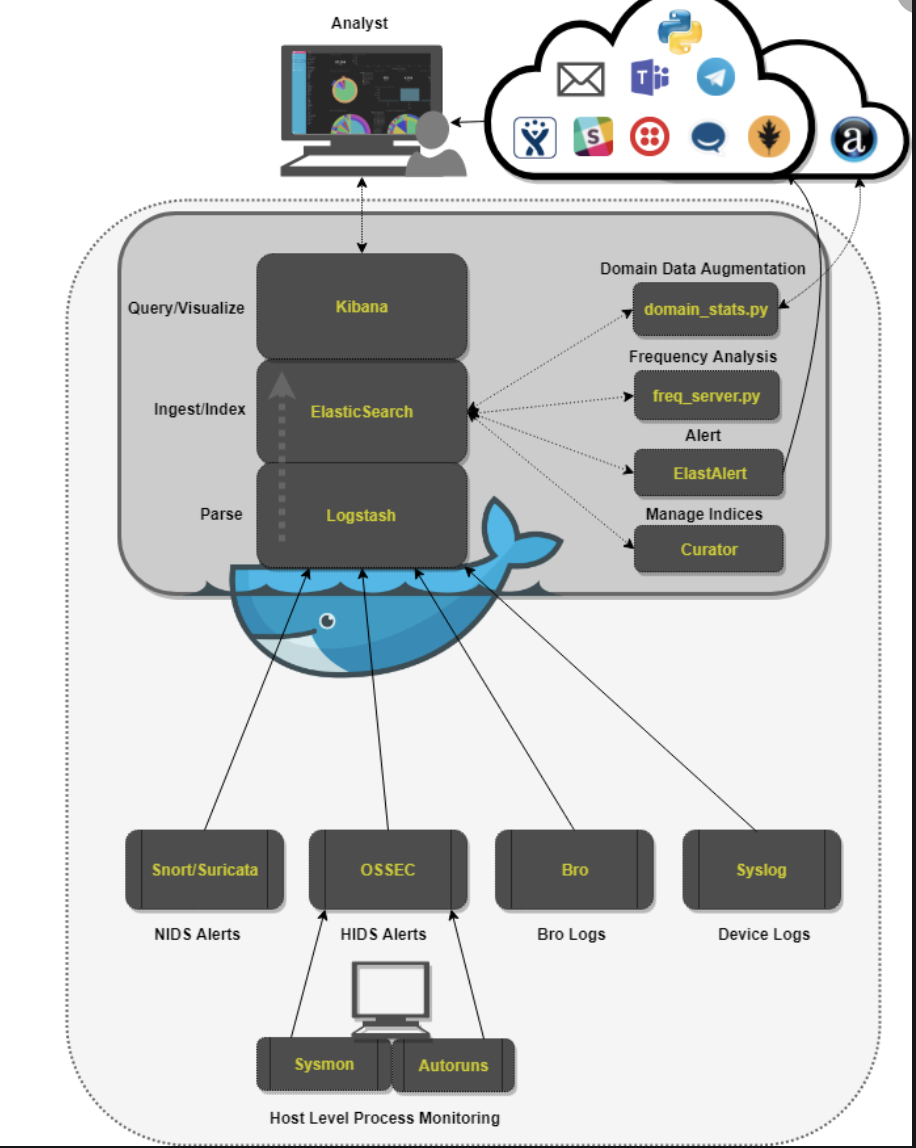 Analyst
S
a
Domain Data Augmentation
Query/Visualize
Kibana
domain_stats.py
Frequency Analysis
freq_server.py
Ingest/Index
ElasticSearch
Alert
ElastAlert
Parse
Logstash
Manage Indices
Curator
Snort/Suricata
OSSEC
Bro
Syslog
NIDS Alerts
HIDS Alerts
Bro Logs
Device Logs
Sysmon
Autoruns
Host Level Process Monitoring